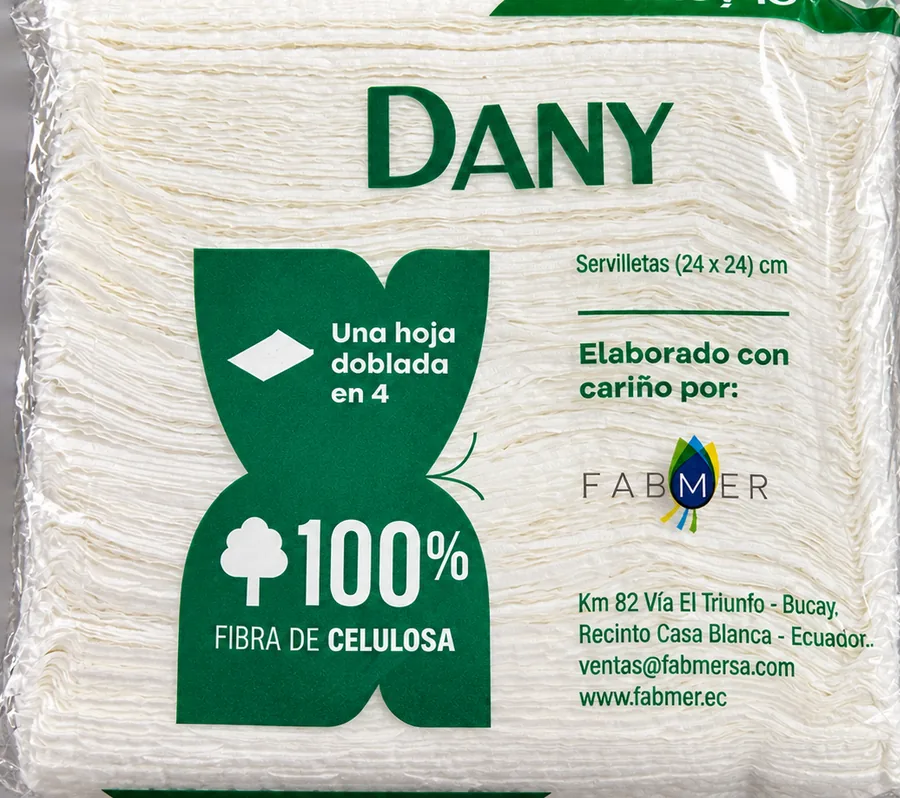 DANY
Servilletas (24 x 24) cm
Una hoja
doblada
en 4
Elaborado con
cariño por:
FABMER
100%
FIBRA DE CELULOSA
Km 82 Vía El Triunfo - Bucay,
Recinto Casa Blanca - Ecuador..
ventas@fabmersa.com
www.fabmer.ec